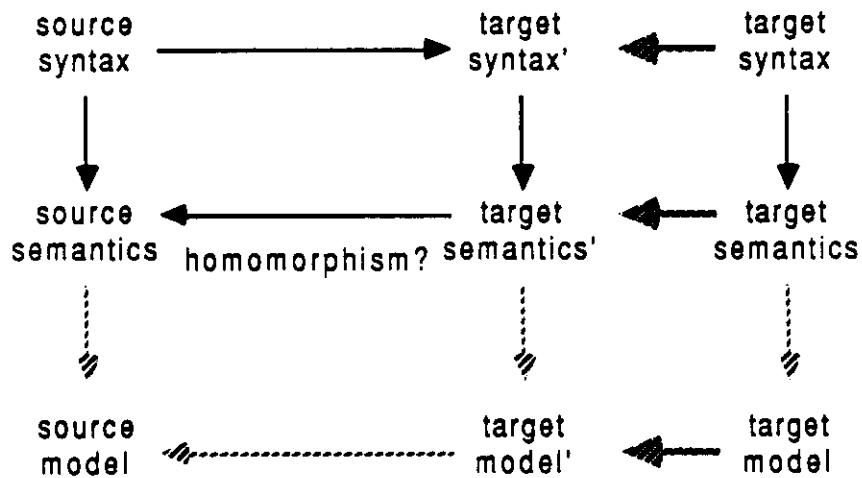 source
syntax
target
syntax'
target
syntax
source
semantics
homomorphism?
target
semantics'
target
semantics
source
model
target
model'
target
model